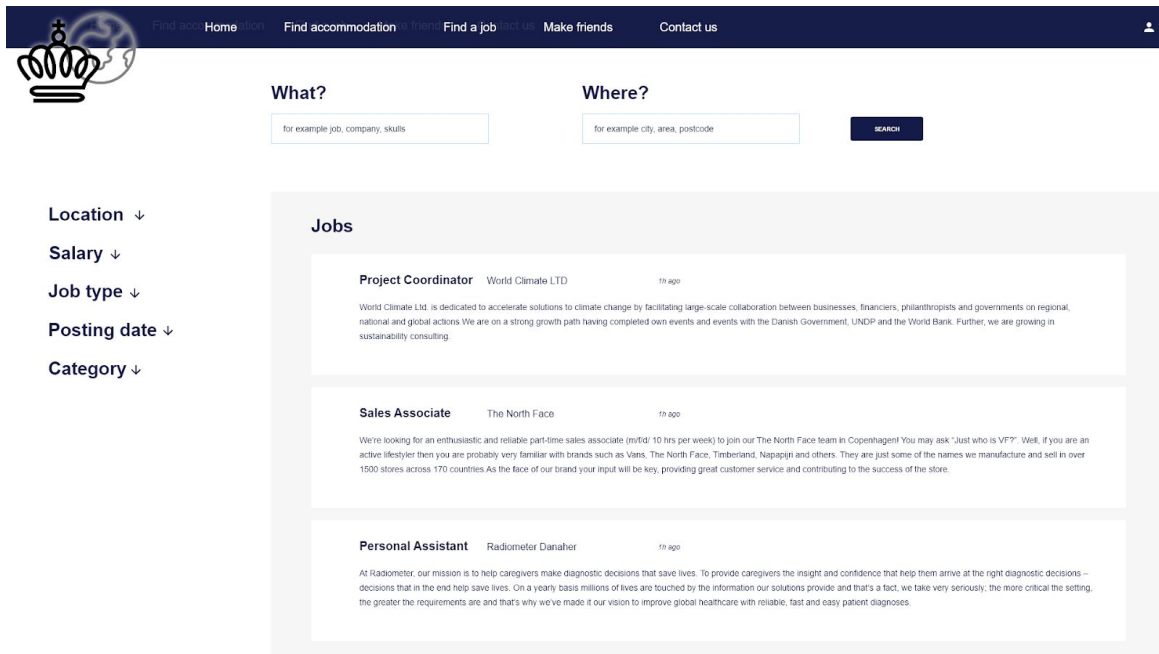 Home Find accommodation Find a job Make friends Contact us
What? Where?
for example job, company, skulls for example city, area, postcode SEARCH
Location
Salary
Job type
Posting date
Category
Jobs
Project Coordinator World Climate LTD 1h ago
World Climate Ltd. is dedicated to accelerate solutions to climate change by facilitating large-scale collaboration between businesses, financiers, philanthropists and governments on regional,
national and global actions.We are on a strong growth path having completed own events and events with the Danish Government, UNDP and the World Bank. Further, we are growing in
sustainability consulting.
Sales Associate The North Face 1h ago
We're looking for an enthusiastic and reliable part-time sales associate (m/f/d/ 10 hrs per week) to join our The North Face team in Copenhagen! You may ask “Just who is VF?”. Well, if you are an
active lifestyler then you are probably very familiar with brands such as Vans, The North Face, Timberland, Napapijri and others. They are just some of the names we manufacture and sell in over
1500 stores across 170 countries.As the face of our brand your input will be key, providing great customer service and contributing to the success of the store.
Personal Assistant Radiometer Danaher 1h ago
At Radiometer, our mission is to help caregivers make diagnostic decisions that save lives. To provide caregivers the insight and confidence that help them arrive at the right diagnostic decisions –
decisions that in the end help save lives. On a yearly basis millions of lives are touched by the information our solutions provide and that's a fact, we take very seriously; the more critical the setting,
the greater the requirements are and that's why we've made it our vision to improve global healthcare with reliable, fast and easy patient diagnoses.